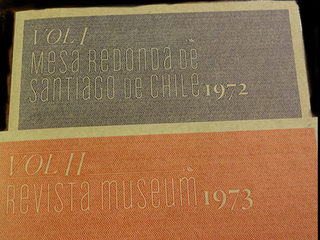 VOL I
Mesa Redonda de
Santiago de Chile 1972
VOL II
Revista museum 1973